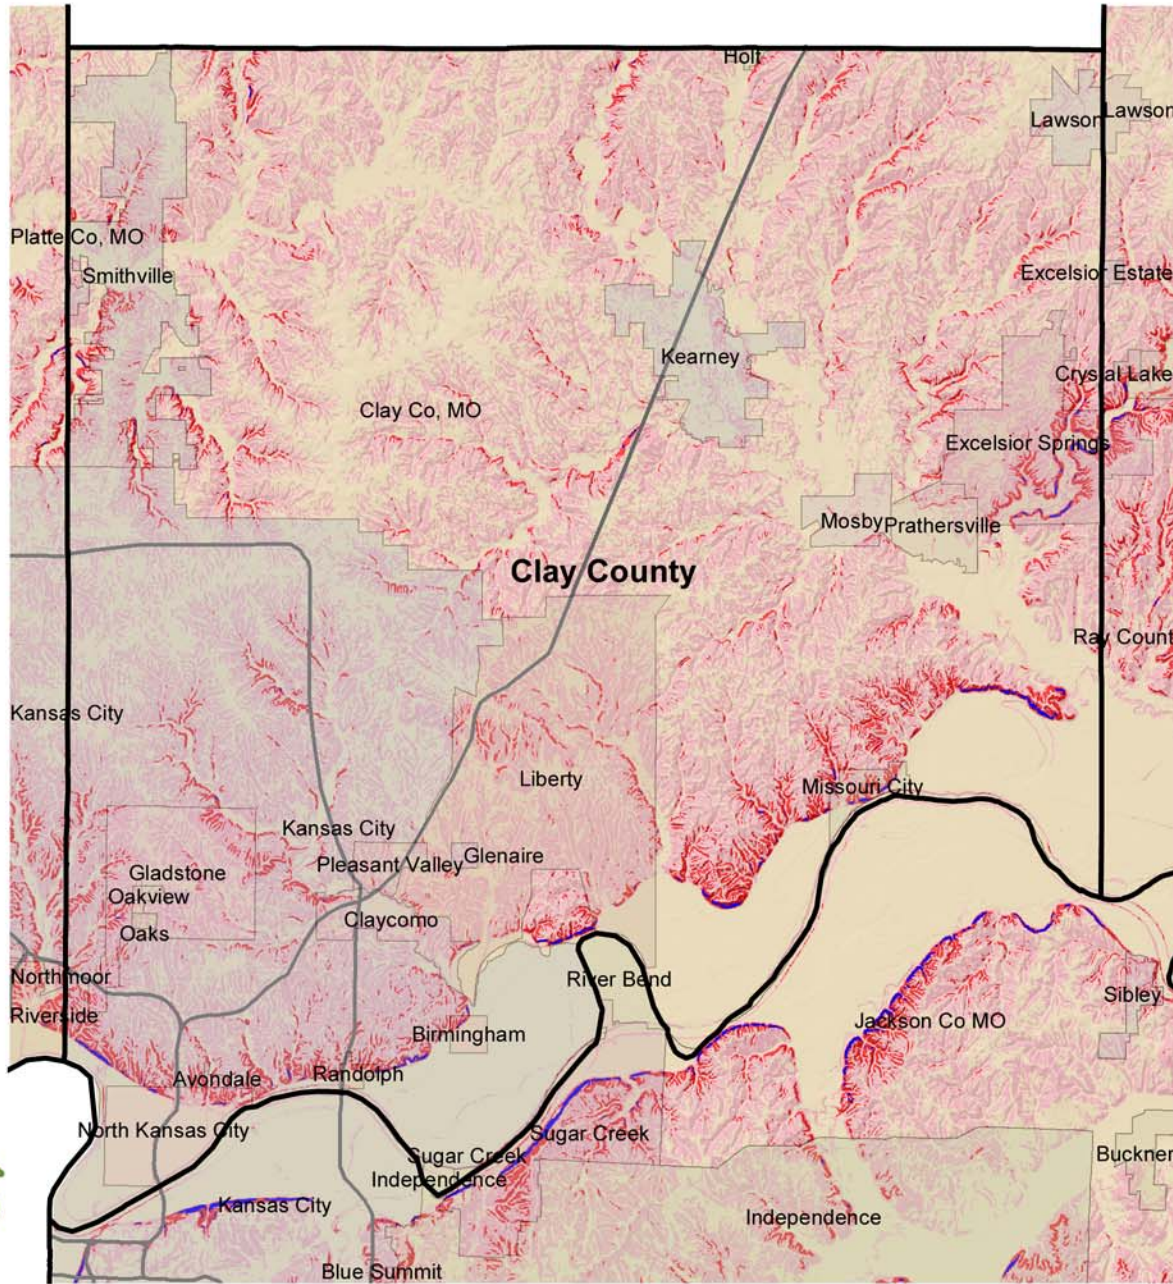 Holt
Lawson
Lawson
Platte Co, MO
Smithville
Excelsior Estate
Kearney
Crystal Lake
Clay Co, MO
Excelsior Springs
Mosby
Prathersville
Clay County
Ray Count
Kansas City
Liberty
Missouri City
Kansas City
Pleasant Valley
Glenaire
Gladstone
Oakview
Claycomo
Oaks
Northmoor
River Bend
Sibley
Riverside
Jackson Co MO
Birmingham
Avondale
Randolph
North Kansas City
Sugar Creek
Sugar Creek
Buckner
Independence
Kansas City
Independence
Blue Summit